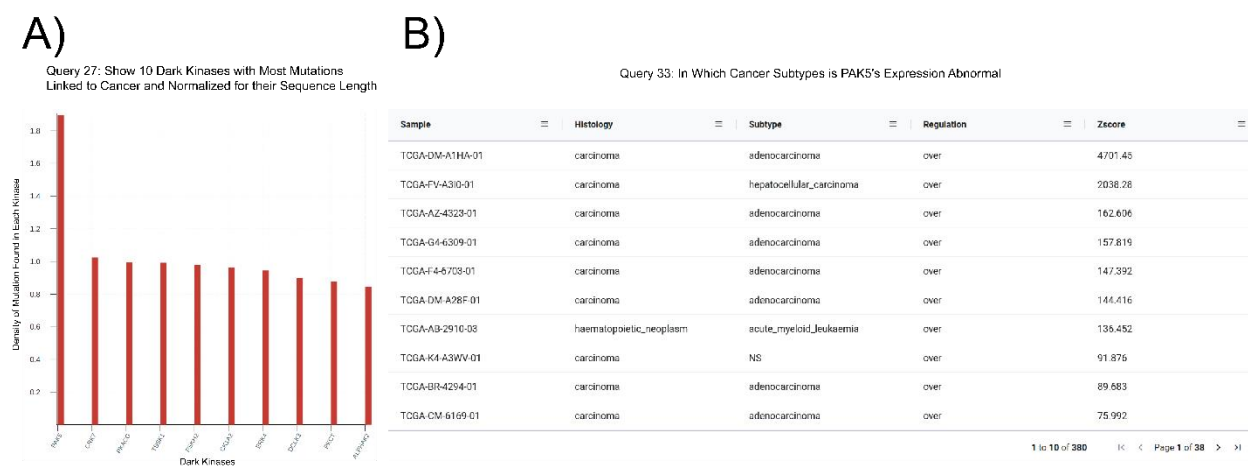 A)
Query 27: Show 10 Dark Kinases with Most Mutations
Linked to Cancer and Normalized for their Sequence Length
Density of Mutation Found in Each Kinase
1.8
1.6
1.4
1.2
1.0
0.8
0.6
0.4
0.2
PAK5
PKACG
ERK4
DCLK3
ALPHAK2
Dark Kinases
B)
Query 33: In Which Cancer Subtypes is PAK5's Expression Abnormal
Sample Histology Subtype Regulation Zscore
TCGA-DM-A1HA-01 carcinoma adenocarcinoma over 4701.45
TCGA-FV-A3I0-01 carcinoma hepatocellular_carcinoma over 2038.28
TCGA-AZ-4323-01 carcinoma adenocarcinoma over 162.606
TCGA-G4-6309-01 carcinoma adenocarcinoma over 157.819
TCGA-F4-6703-01 carcinoma adenocarcinoma over 147.392
TCGA-DM-A28F-01 carcinoma adenocarcinoma over 144.416
TCGA-AB-2910-03 haematopoietic_neoplasm acute_myeloid_leukaemia over 136.452
TCGA-K4-A3WV-01 carcinoma NS over 91.876
TCGA-BR-4294-01 carcinoma adenocarcinoma over 89.683
TCGA-CM-6169-01 carcinoma adenocarcinoma over 75.992
1 to 10 of 380 Page 1 of 38